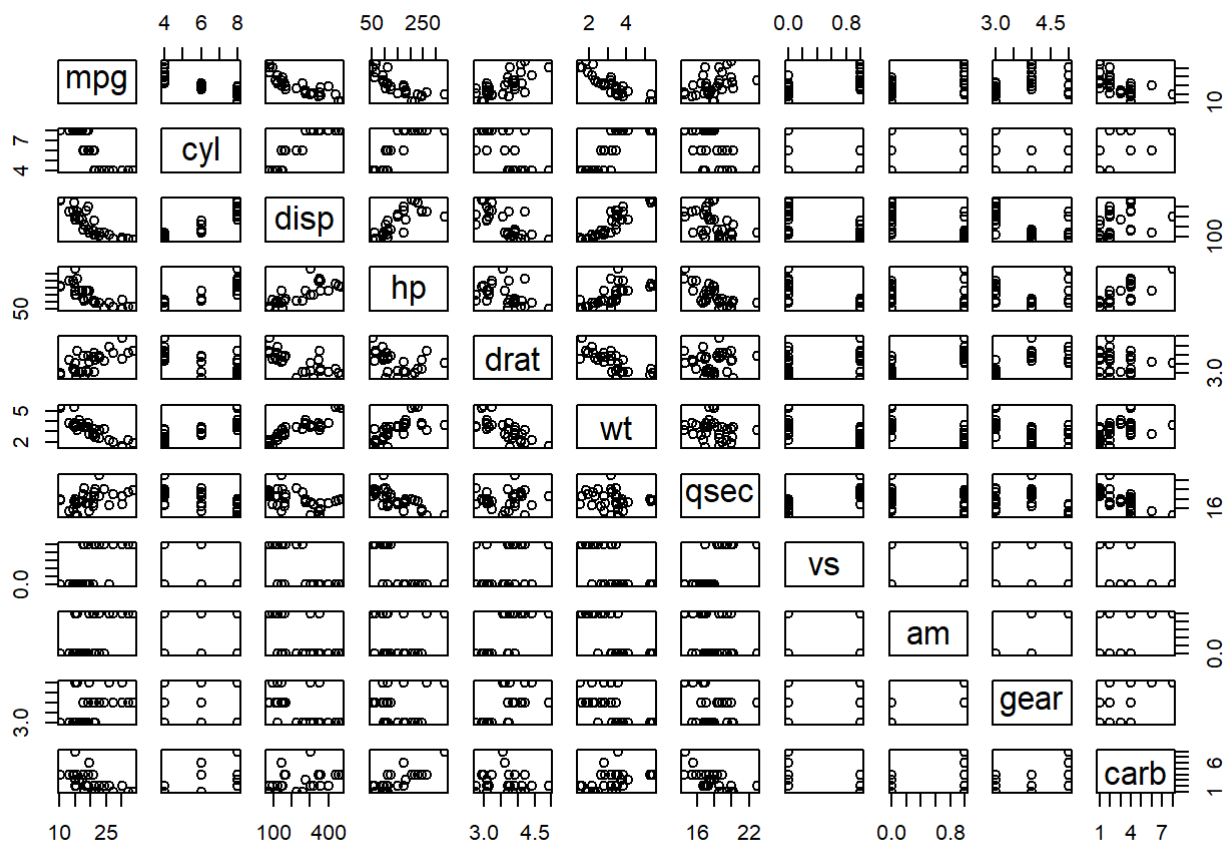 4 6 8 50 250 2 4 0.0 0.8 3.0 4.5
mpg 10
4 7 cyl
disp 100
50 hp
drat 3.0
2 5 wt
qsec 16
0.0 vs
am 0.0
3.0 gear
carb 1 6
10 25 100 400 3.0 4.5 16 22 0.0 0.8 1 4 7